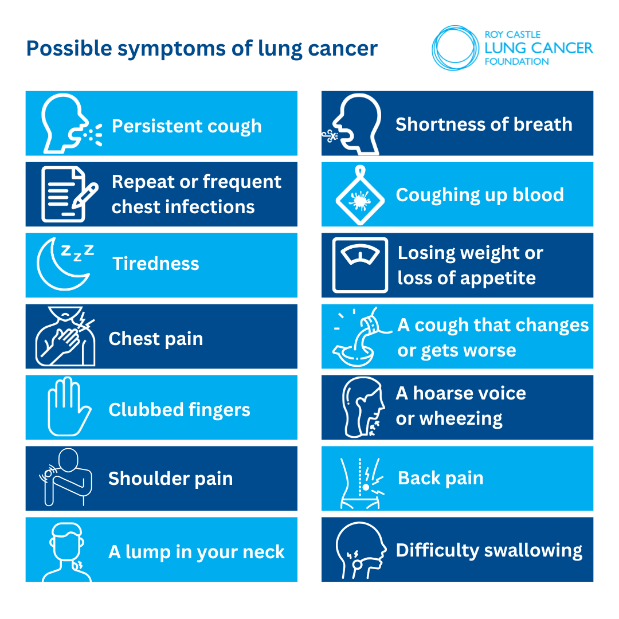 Possible symptoms of lung cancer
ROY CASTLE
LUNG CANCER
FOUNDATION
Persistent cough
Shortness of breath
Repeat or frequent
chest infections
Coughing up blood
zzz
Tiredness
Losing weight or
loss of appetite
Chest pain
A cough that changes
or gets worse
Clubbed fingers
A hoarse voice
or wheezing
Shoulder pain
Back pain
A lump in your neck
Difficulty swallowing